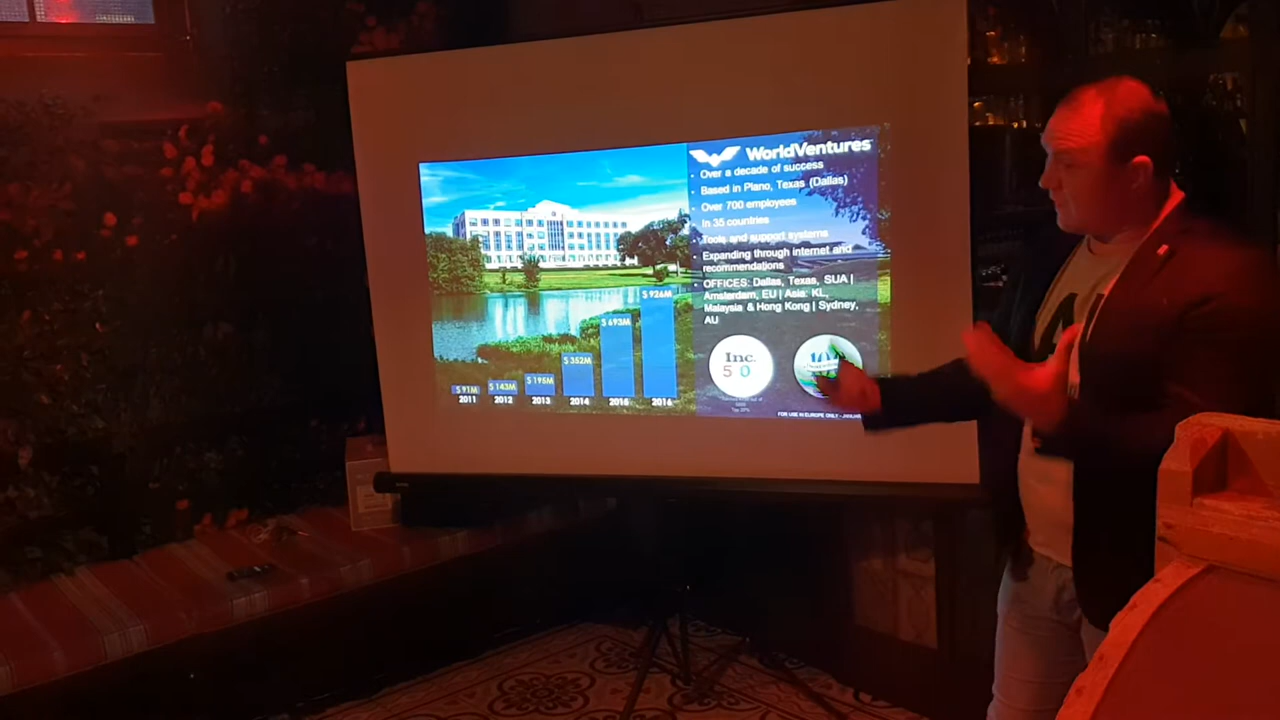 WorldVentures
Over a decade of success
Based in Plano, Texas (Dallas)
Over 700 employees
In 35 countries
Tools and support systems
Expanding through internet and
recommendations
OFFICES: Dallas, Texas, SUA |
Amsterdam, EU | Asia: KL,
Malaysia & Hong Kong | Sydney,
AU
$ 91M
$ 143M
$ 195M
$ 352M
$ 693M
$ 926M
2011
2012
2013
2014
2015
2016
Inc.
FOR USE IN EUROPE ONLY -